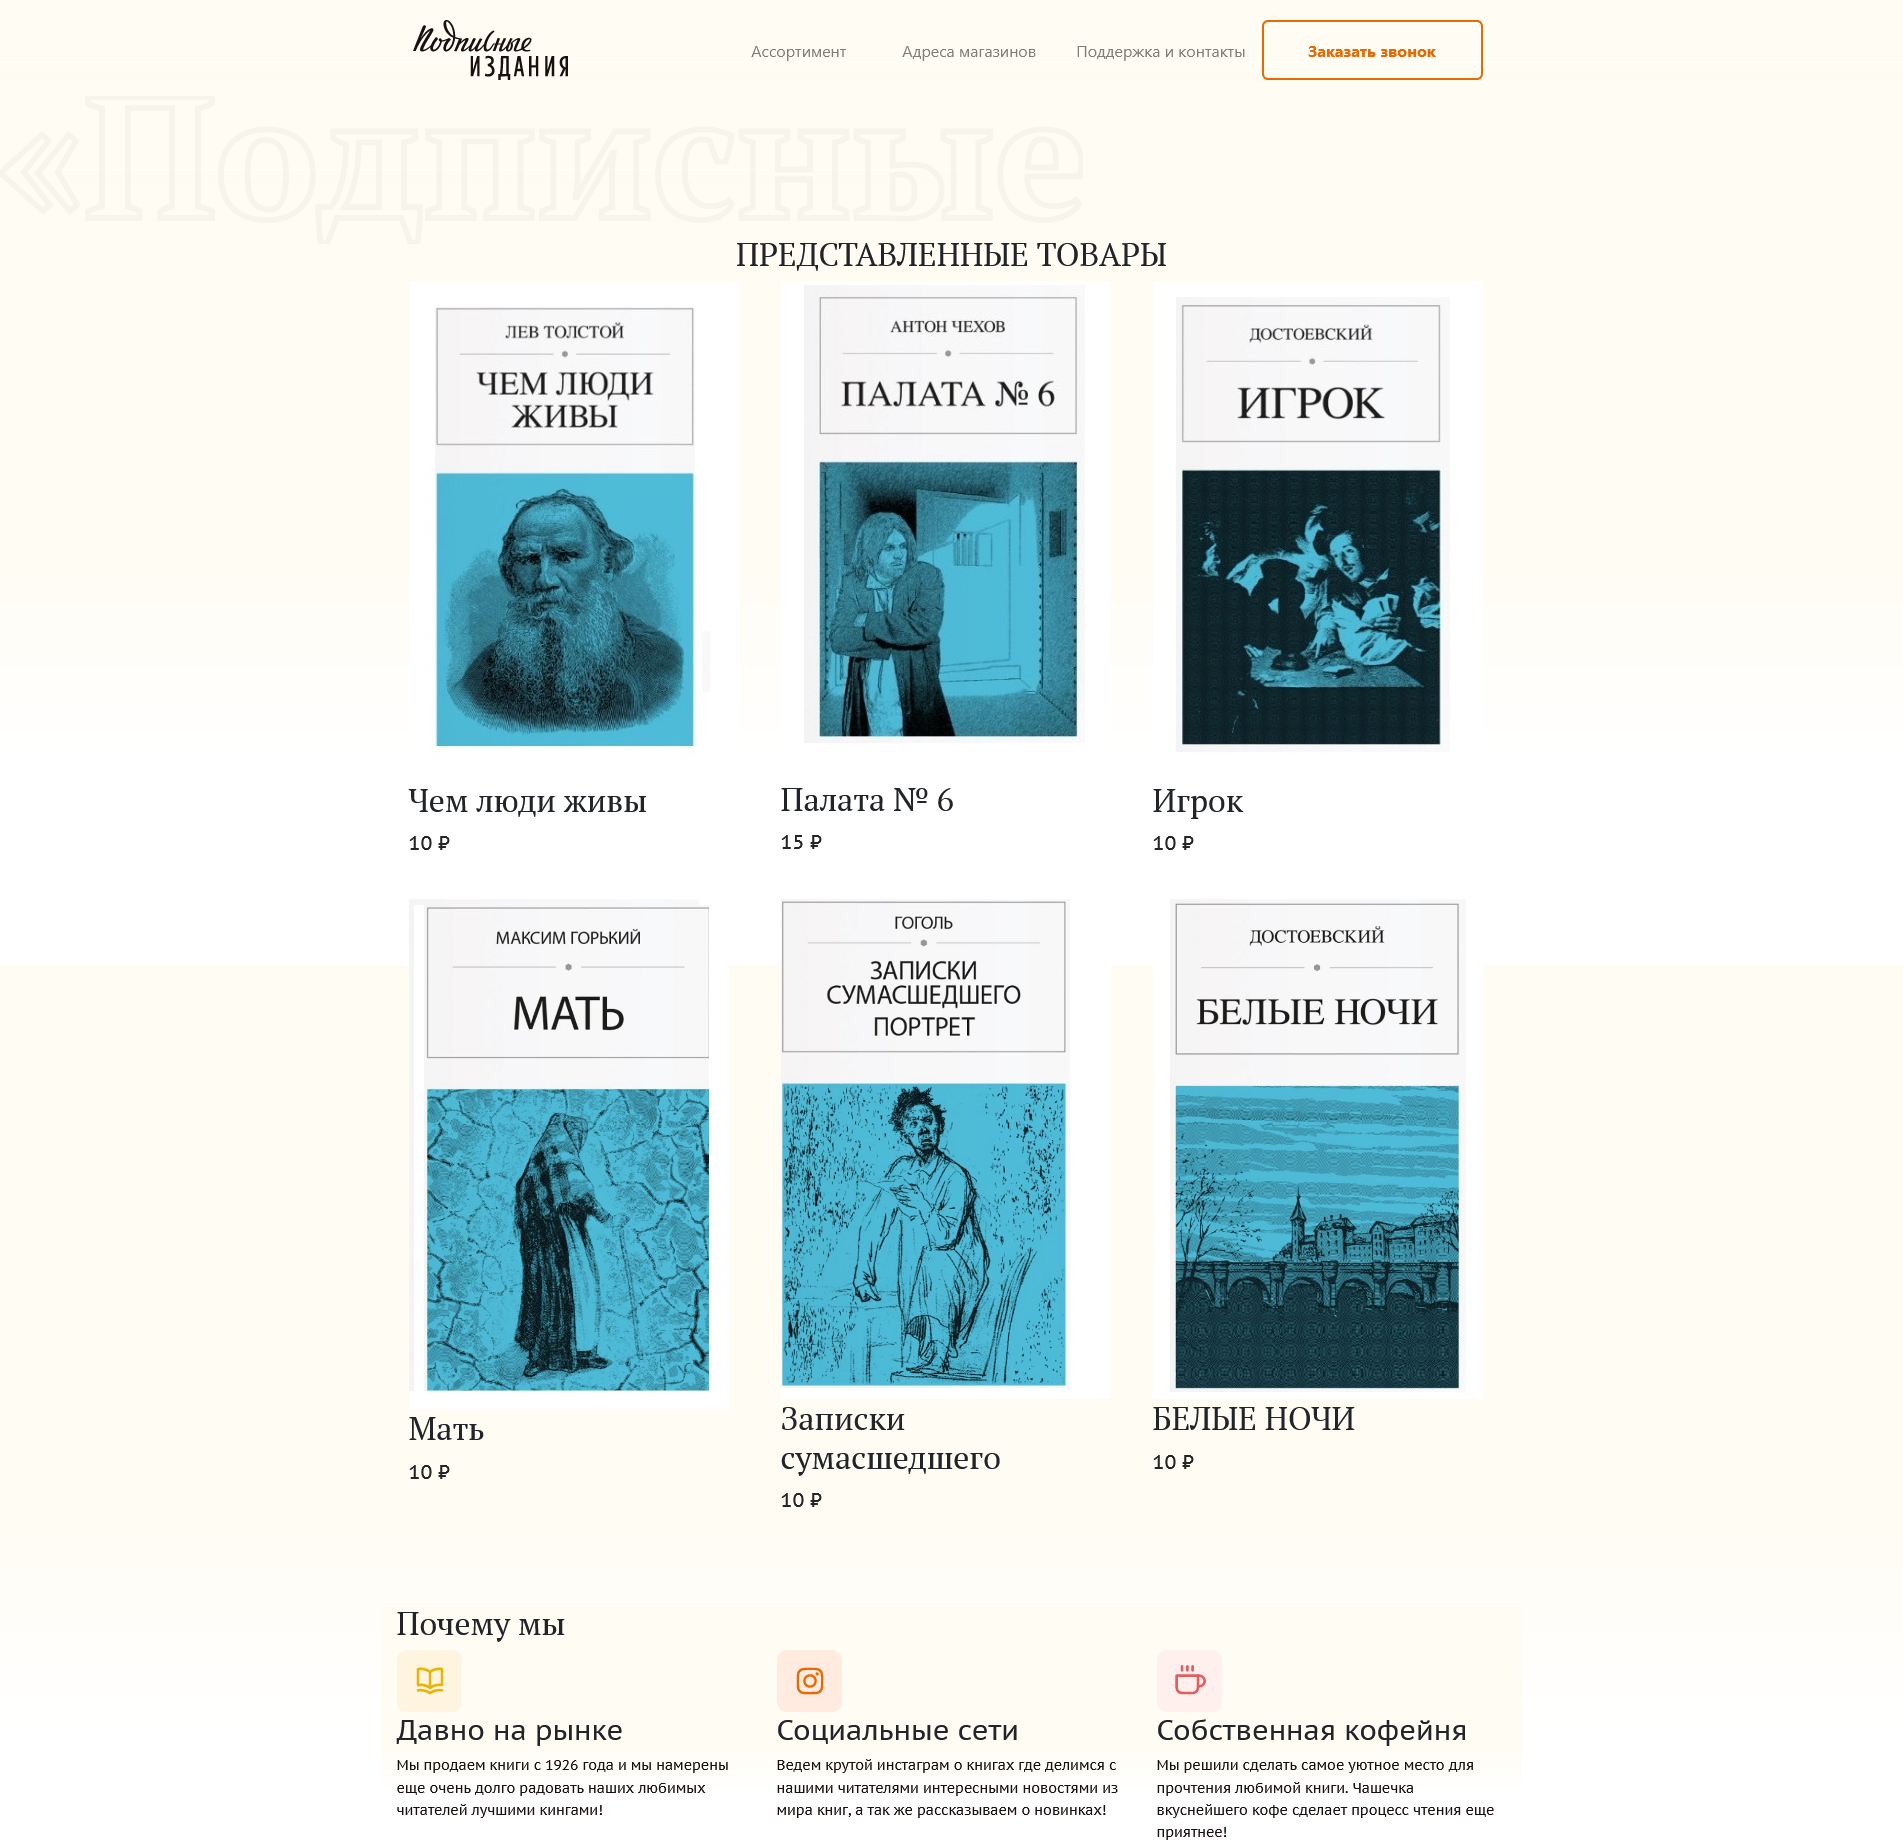 Подписные
ИЗДАНИЯ
Ассортимент
Адреса магазинов
Поддержка и контакты
Заказать звонок
«Подписные
ПРЕДСТАВЛЕННЫЕ ТОВАРЫ
ЛЕВ ТОЛСТОЙ
ЧЕМ ЛЮДИ
ЖИВЫ
АНТОН ЧЕХОВ
ПАЛАТА № 6
ДОСТОЕВСКИЙ
ИГРОК
Чем люди живы
10 ₽
Палата № 6
15 ₽
Игрок
10 ₽
МАКСИМ ГОРЬКИЙ
МАТЬ
ГОГОЛЬ
ЗАПИСКИ
СУМАСШЕДШЕГО
ПОРТРЕТ
ДОСТОЕВСКИЙ
БЕЛЫЕ НОЧИ
Мать
10 ₽
Записки
сумасшедшего
10 ₽
БЕЛЫЕ НОЧИ
10 ₽
Почему мы
Давно на рынке
Мы продаем книги с 1926 года и мы намерены
еще очень долго радовать наших любимых
читателей лучшими кингами!
Социальные сети
Ведем крутой инстаграм о книгах где делимся с
нашими читателями интересными новостями из
мира книг, а так же рассказываем о новинках!
Собственная кофейня
Мы решили сделать самое уютное место для
прочтения любимой книги. Чашечка
вкуснейшего кофе сделает процесс чтения еще
приятнее!